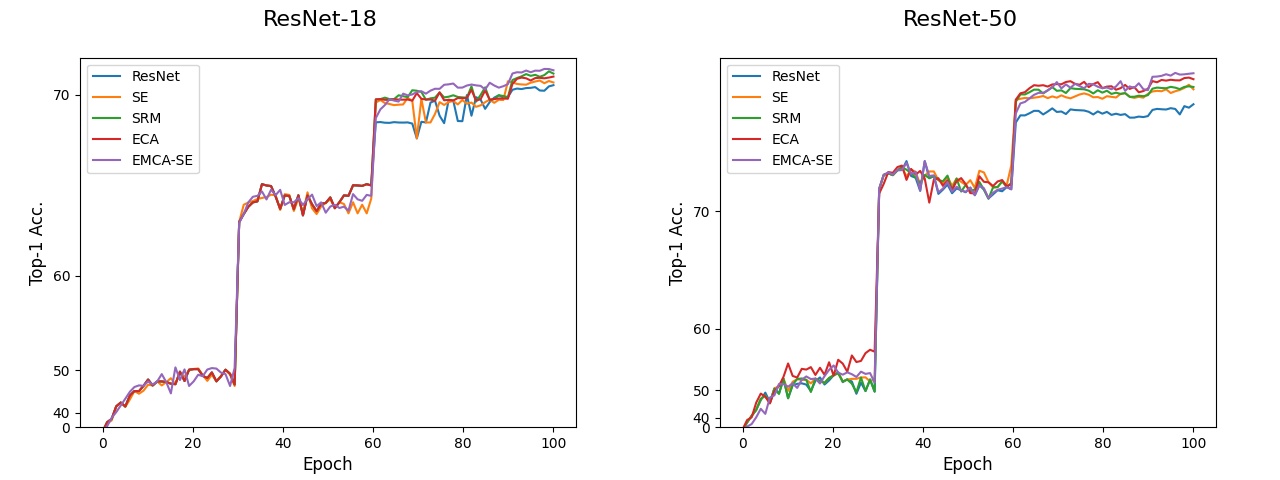 ResNet-18
ResNet
SE
SRM
ECA
EMCA-SE
Top-1 Acc.
70
60
50
40
0
0 20 40 60 80 100
Epoch
ResNet-50
ResNet
SE
SRM
ECA
EMCA-SE
Top-1 Acc.
70
60
50
40
0
0 20 40 60 80 100
Epoch